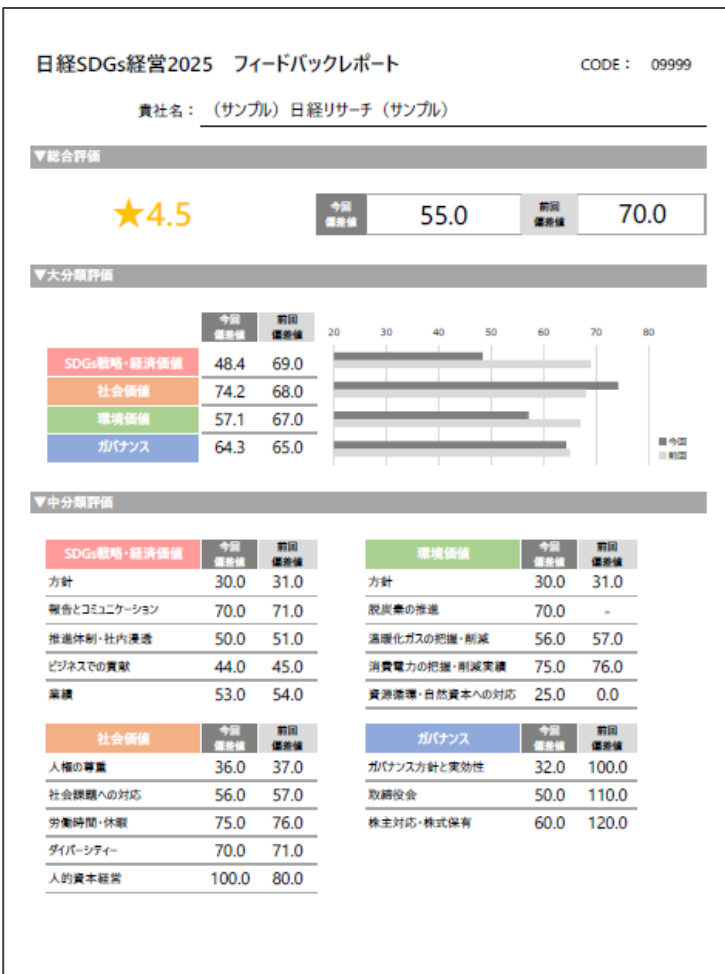 日経SDGs経営2025　フィードバックレポート　CODE：　09999
貴社名：　（サンプル）日経リサーチ（サンプル）
▼総合評価
★4.5　今回偏差値　55.0　前回偏差値　70.0
▼大分類評価
今回偏差値　前回偏差値　20　30　40　50　60　70　80
SDGs戦略・経済価値　48.4　69.0
社会価値　74.2　68.0
環境価値　57.1　67.0
ガバナンス　64.3　65.0
■今回
■前回
▼中分類評価
SDGs戦略・経済価値　今回偏差値　前回偏差値
方針　30.0　31.0
報告とコミュニケーション　70.0　71.0
推進体制・社内浸透　50.0　51.0
ビジネスでの貢献　44.0　45.0
業績　53.0　54.0
環境価値　今回偏差値　前回偏差値
方針　30.0　31.0
脱炭素の推進　70.0　-
温暖化ガスの把握・削減　56.0　57.0
消費電力の把握・削減実績　75.0　76.0
資源循環・自然資本への対応　25.0　0.0
社会価値　今回偏差値　前回偏差値
人権の尊重　36.0　37.0
社会課題への対応　56.0　57.0
労働時間・休暇　75.0　76.0
ダイバーシティー　70.0　71.0
人的資本経営　100.0　80.0
ガバナンス　今回偏差値　前回偏差値
ガバナンス方針と実効性　32.0　100.0
取締役会　50.0　110.0
株主対応・株式保有　60.0　120.0